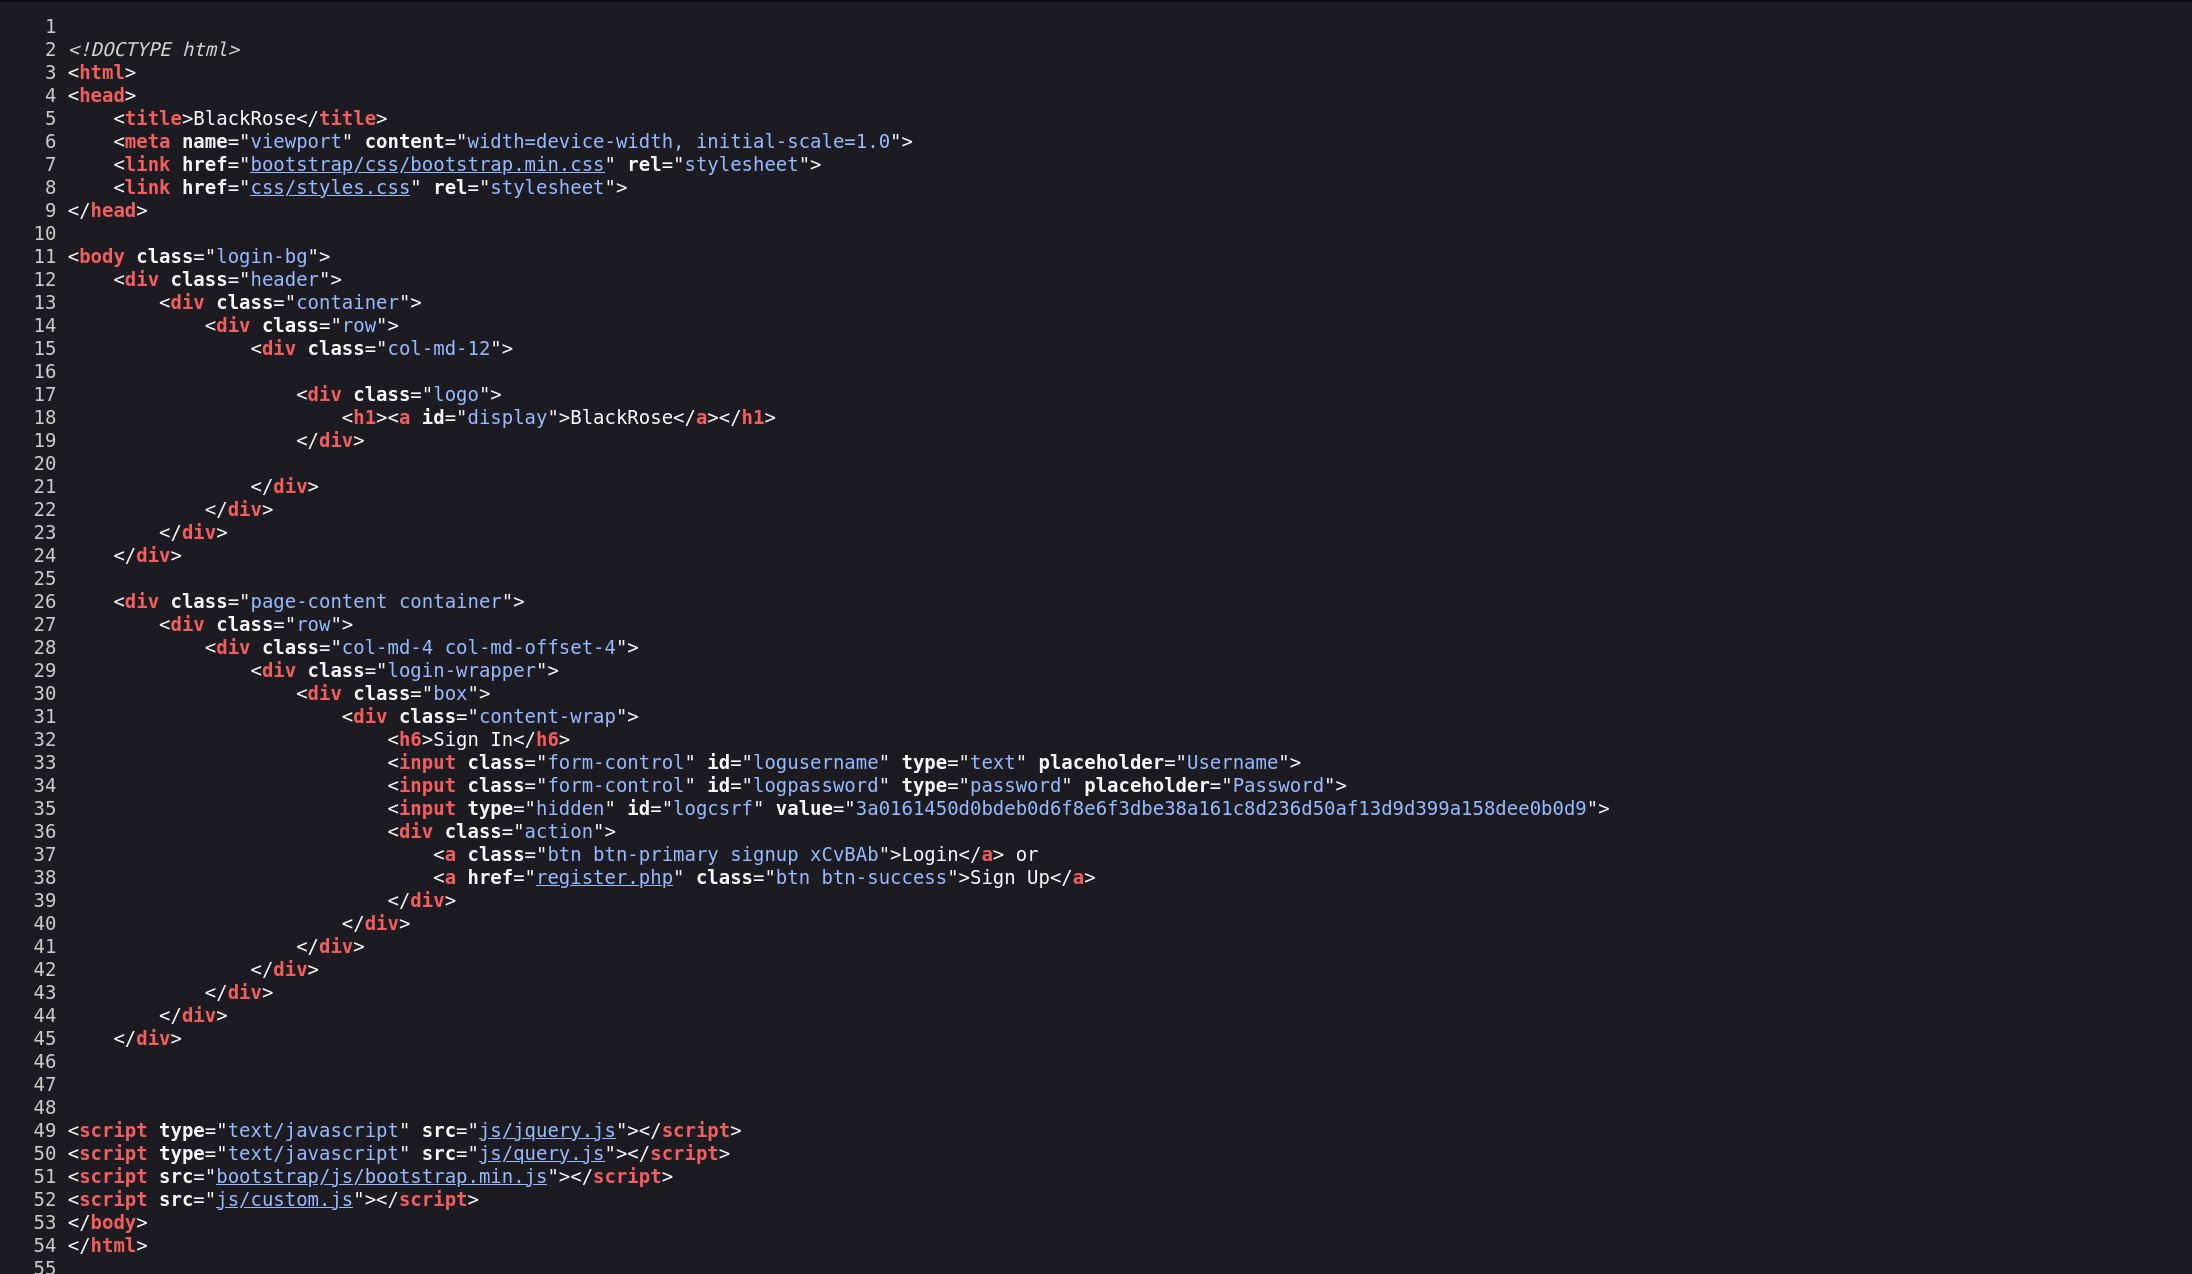 1
2 <!DOCTYPE html>
3 <html>
4 <head>
5     <title>BlackRose</title>
6     <meta name="viewport" content="width=device-width, initial-scale=1.0">
7     <link href="bootstrap/css/bootstrap.min.css" rel="stylesheet">
8     <link href="css/styles.css" rel="stylesheet">
9 </head>
10
11 <body class="login-bg">
12     <div class="header">
13         <div class="container">
14             <div class="row">
15                 <div class="col-md-12">
16
17                     <div class="logo">
18                         <h1><a id="display">BlackRose</a></h1>
19                     </div>
20
21                 </div>
22             </div>
23         </div>
24     </div>
25
26     <div class="page-content container">
27         <div class="row">
28             <div class="col-md-4 col-md-offset-4">
29                 <div class="login-wrapper">
30                     <div class="box">
31                         <div class="content-wrap">
32                             <h6>Sign In</h6>
33                             <input class="form-control" id="logusername" type="text" placeholder="Username">
34                             <input class="form-control" id="logpassword" type="password" placeholder="Password">
35                             <input type="hidden" id="logcsrf" value="3a0161450d0bdeb0d6f8e6f3dbe38a161c8d236d50af13d9d399a158dee0b0d9">
36                             <div class="action">
37                                 <a class="btn btn-primary signup xCvBAb">Login</a> or
38                                 <a href="register.php" class="btn btn-success">Sign Up</a>
39                             </div>
40                         </div>
41                     </div>
42                 </div>
43             </div>
44         </div>
45     </div>
46
47
48
49 <script type="text/javascript" src="js/jquery.js"></script>
50 <script type="text/javascript" src="js/query.js"></script>
51 <script src="bootstrap/js/bootstrap.min.js"></script>
52 <script src="js/custom.js"></script>
53 </body>
54 </html>
55